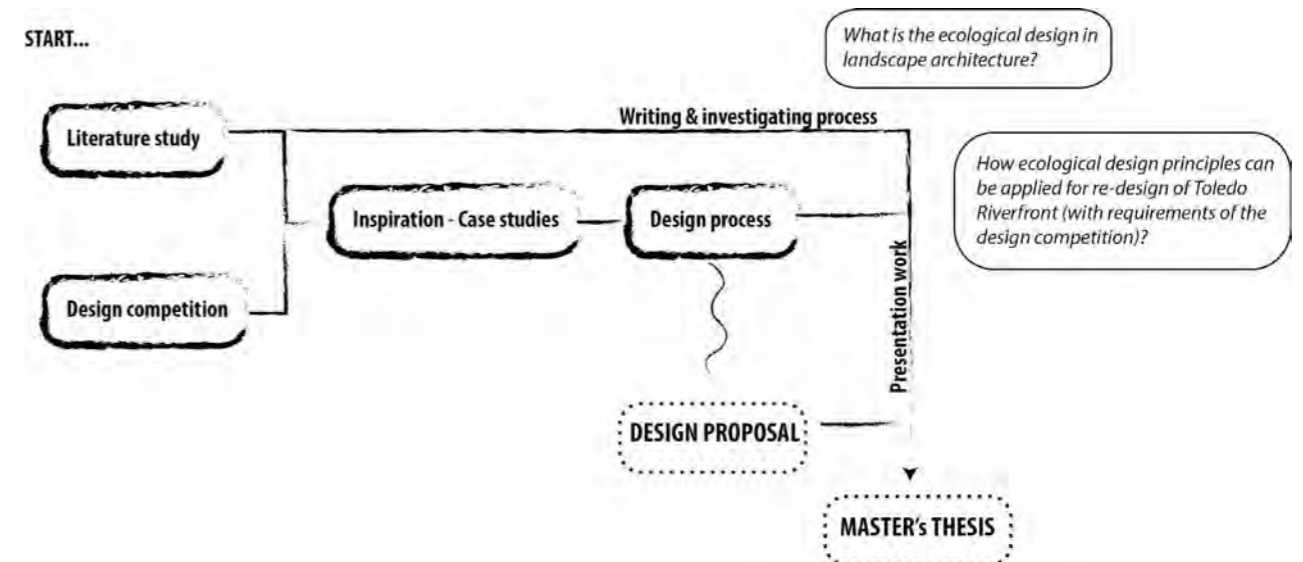 START...
What is the ecological design in
landscape architecture?
Writing & investigating process
Literature study
How ecological design principles can
be applied for re-design of Toledo
Riverfront (with requirements of the
design competition)?
Inspiration - Case studies
Design process
Design competition
Presentation work
DESIGN PROPOSAL
MASTER's THESIS